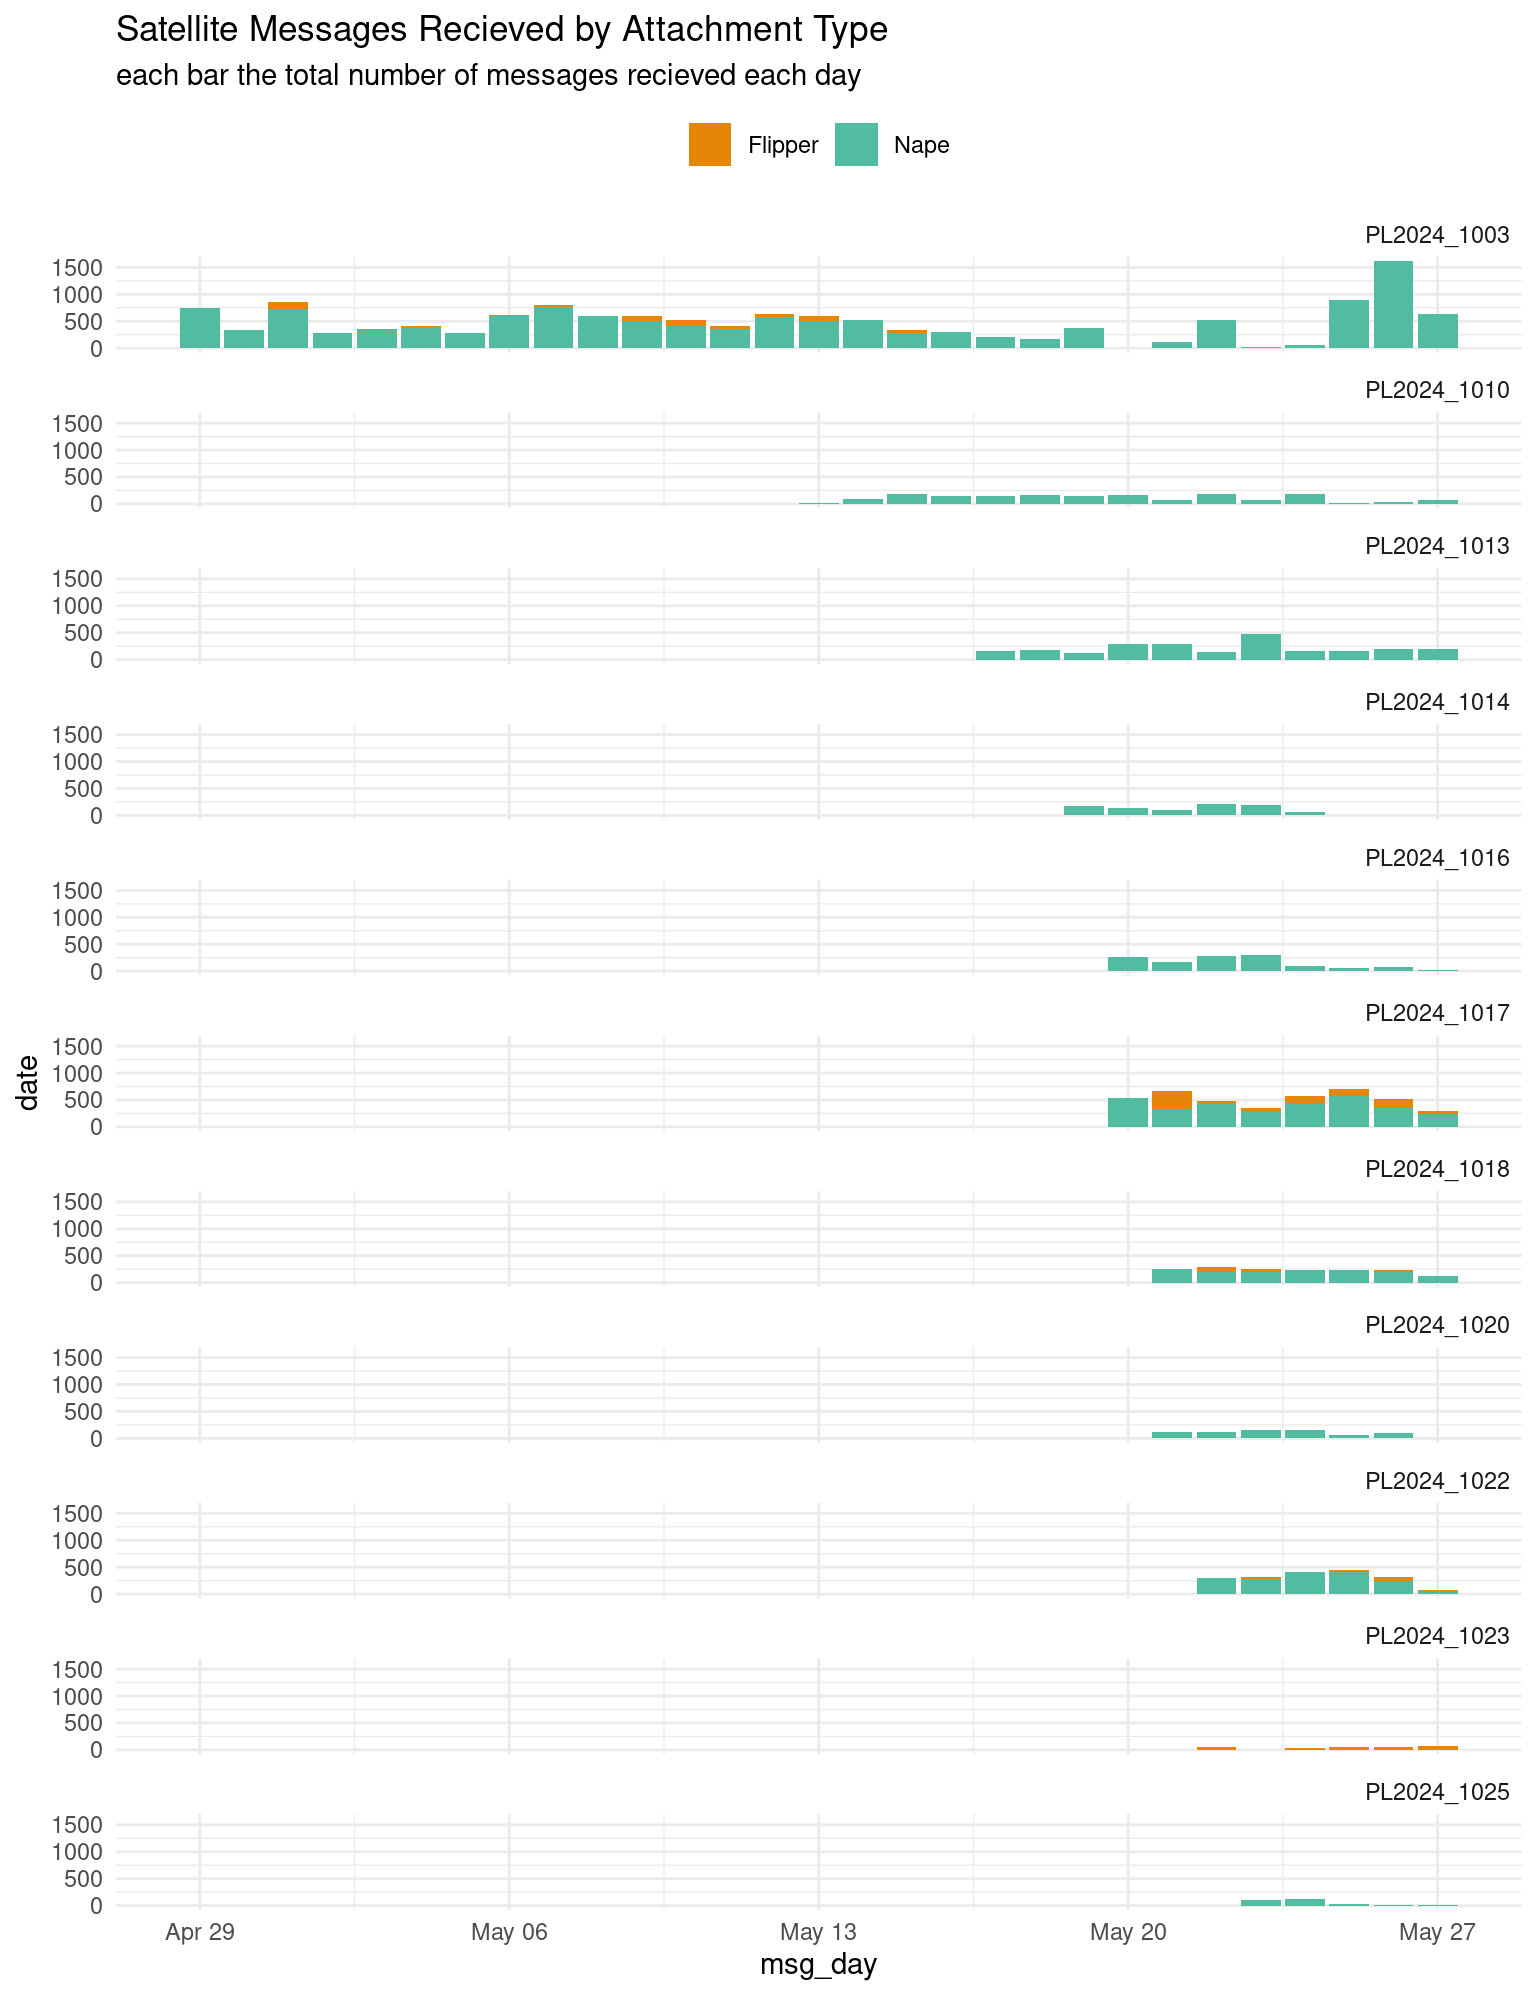 Satellite Messages Recieved by Attachment Type
each bar the total number of messages recieved each day
Flipper Nape
PL2024_1003
1500
1000
500
0
PL2024_1010
1500
1000
500
0
PL2024_1013
1500
1000
500
0
PL2024_1014
1500
1000
500
0
PL2024_1016
1500
1000
500
0
PL2024_1017
1500
1000
500
0
date
PL2024_1018
1500
1000
500
0
PL2024_1020
1500
1000
500
0
PL2024_1022
1500
1000
500
0
PL2024_1023
1500
1000
500
0
PL2024_1025
1500
1000
500
0
Apr 29 May 06 May 13 May 20 May 27
msg_day